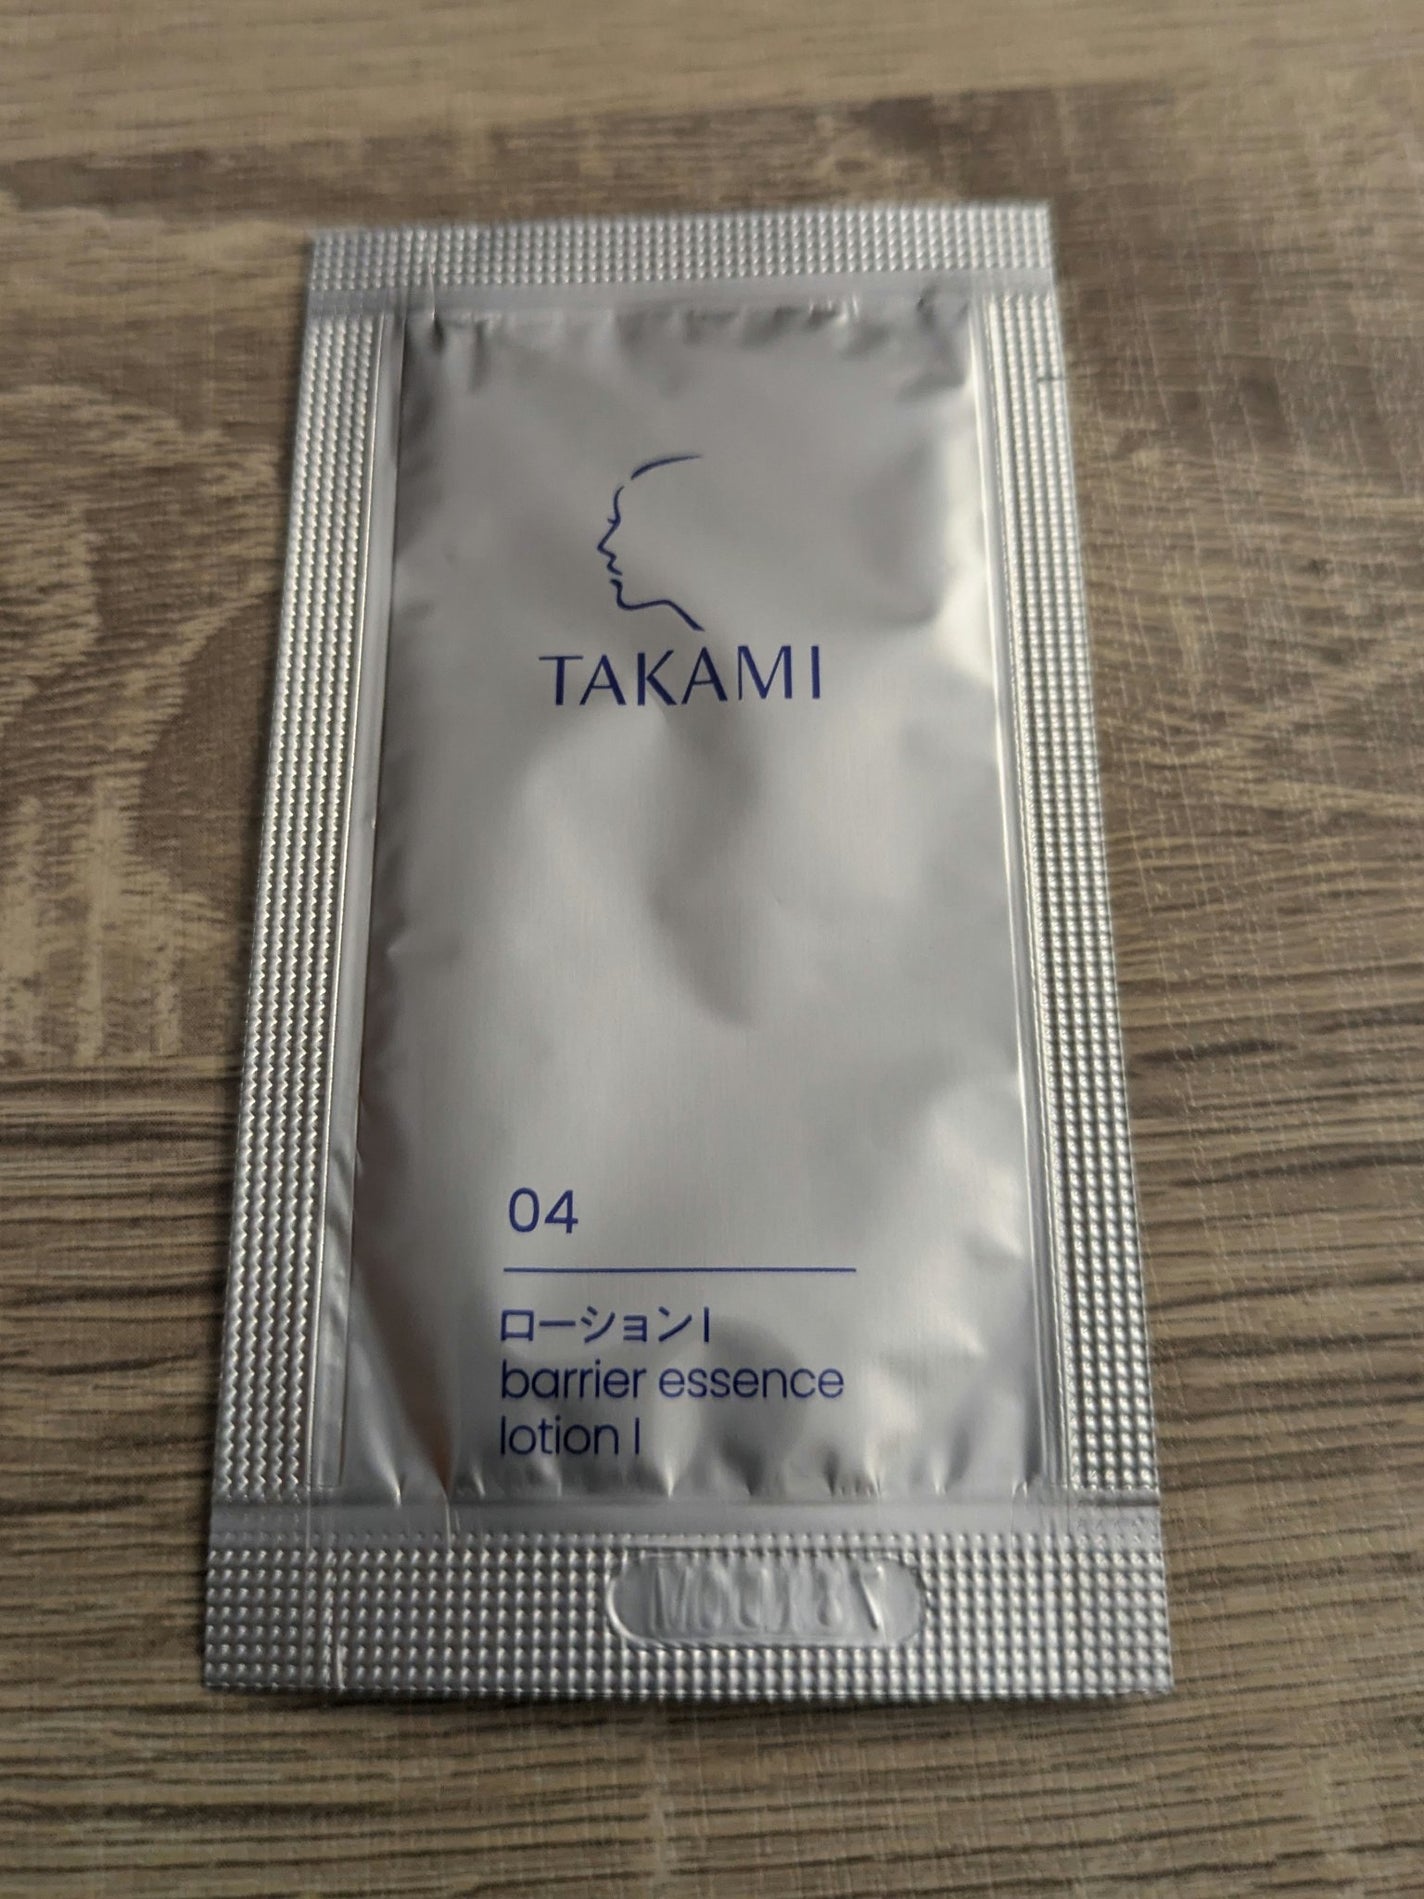 TAKAMI
04
ローションI
barrier essence
lotion I